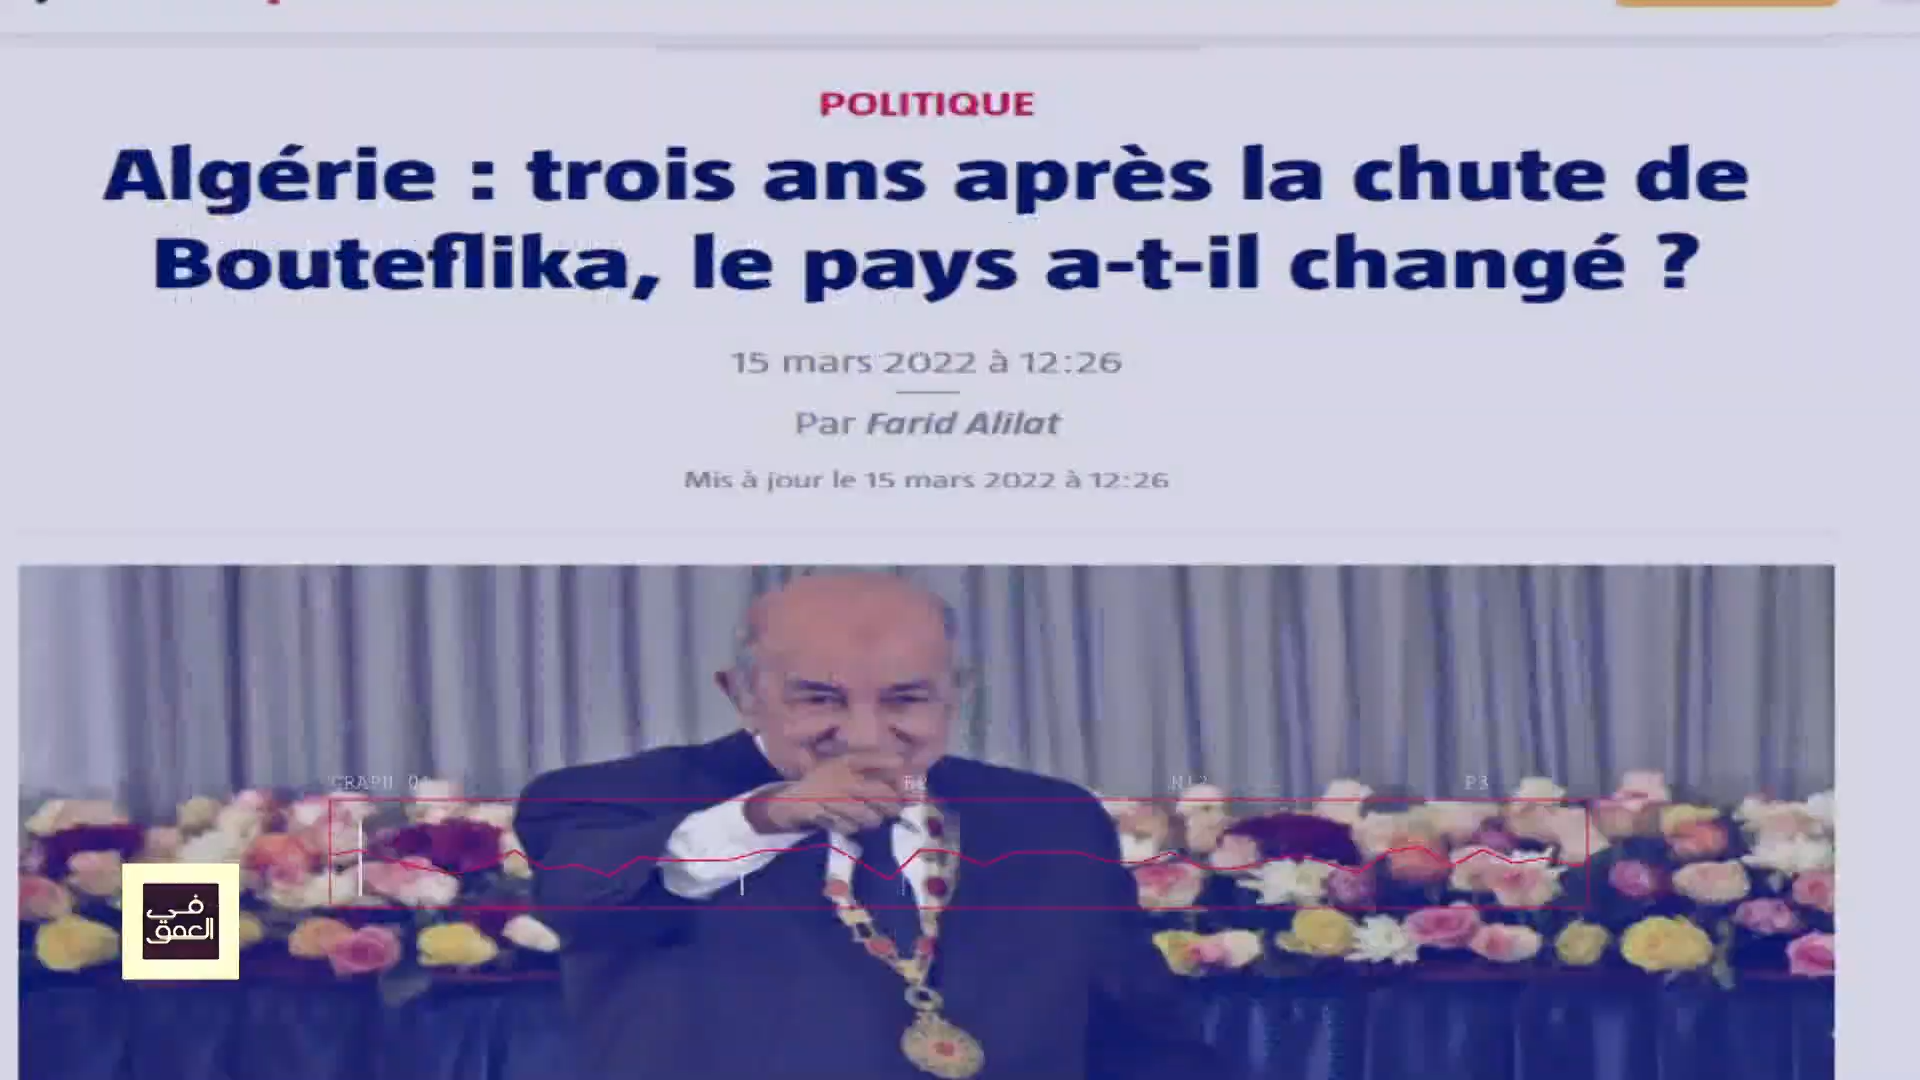 POLITIQUE
Algérie : trois ans après la chute de
Bouteflika, le pays a-t-il changé ?
15 mars 2022 à 12:26
Par Farid Alilat
Mis à jour le 15 mars 2022 à 12:26
P3
في
العمق